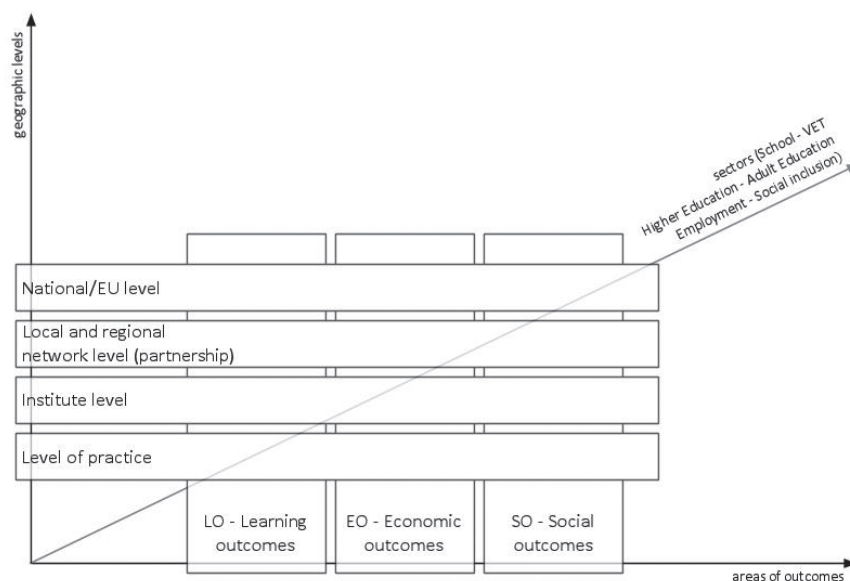 geographic levels
sectors (School - VET
Higher Education - Adult Education
Employment - Social inclusion)
National/EU level
Local and regional
network level (partnership)
Institute level
Level of practice
LO - Learning
outcomes
EO - Economic
outcomes
SO - Social
outcomes
areas of outcomes